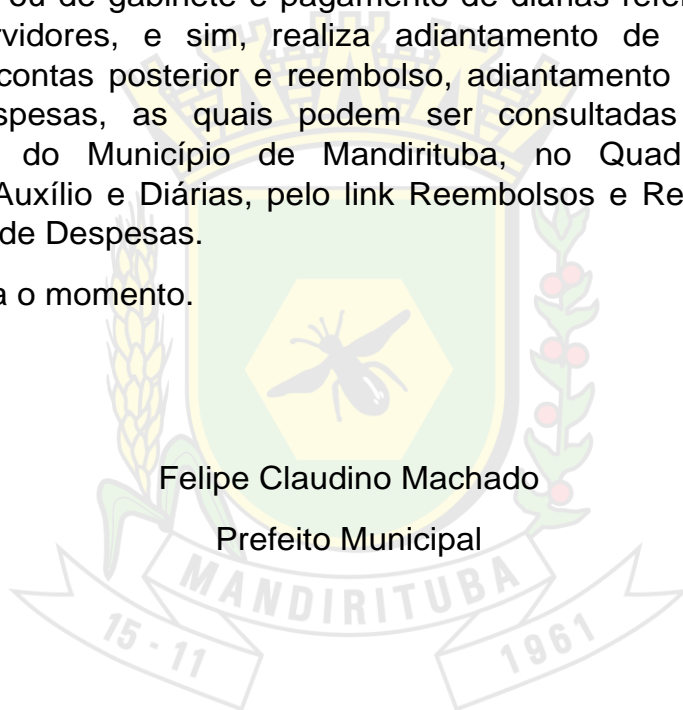 ou de gabinete e pagamento de diárias refer
rvidores, e sim, realiza adiantamento de
contas posterior e reembolso, adiantamento
spesas, as quais podem ser consultadas
do Município de Mandirituba, no Quad
Auxílio e Diárias, pelo link Reembolsos e Re
de Despesas.
a o momento.
Felipe Claudino Machado
Prefeito Municipal
MANDIRITUBA
15 - 11
1961